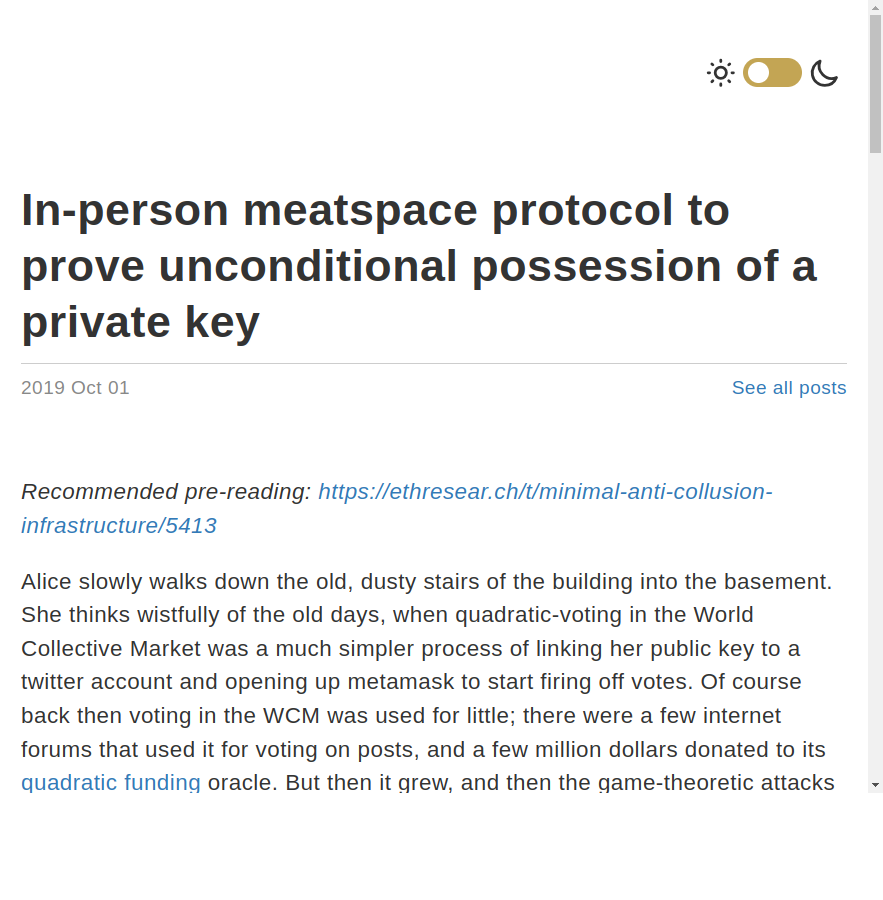 In-person meatspace protocol to
prove unconditional possession of a
private key
2019 Oct 01
See all posts
Recommended pre-reading: https://ethresear.ch/t/minimal-anti-collusion-
infrastructure/5413
Alice slowly walks down the old, dusty stairs of the building into the basement.
She thinks wistfully of the old days, when quadratic-voting in the World
Collective Market was a much simpler process of linking her public key to a
twitter account and opening up metamask to start firing off votes. Of course
back then voting in the WCM was used for little; there were a few internet
forums that used it for voting on posts, and a few million dollars donated to its
quadratic funding oracle. But then it grew, and then the game-theoretic attacks